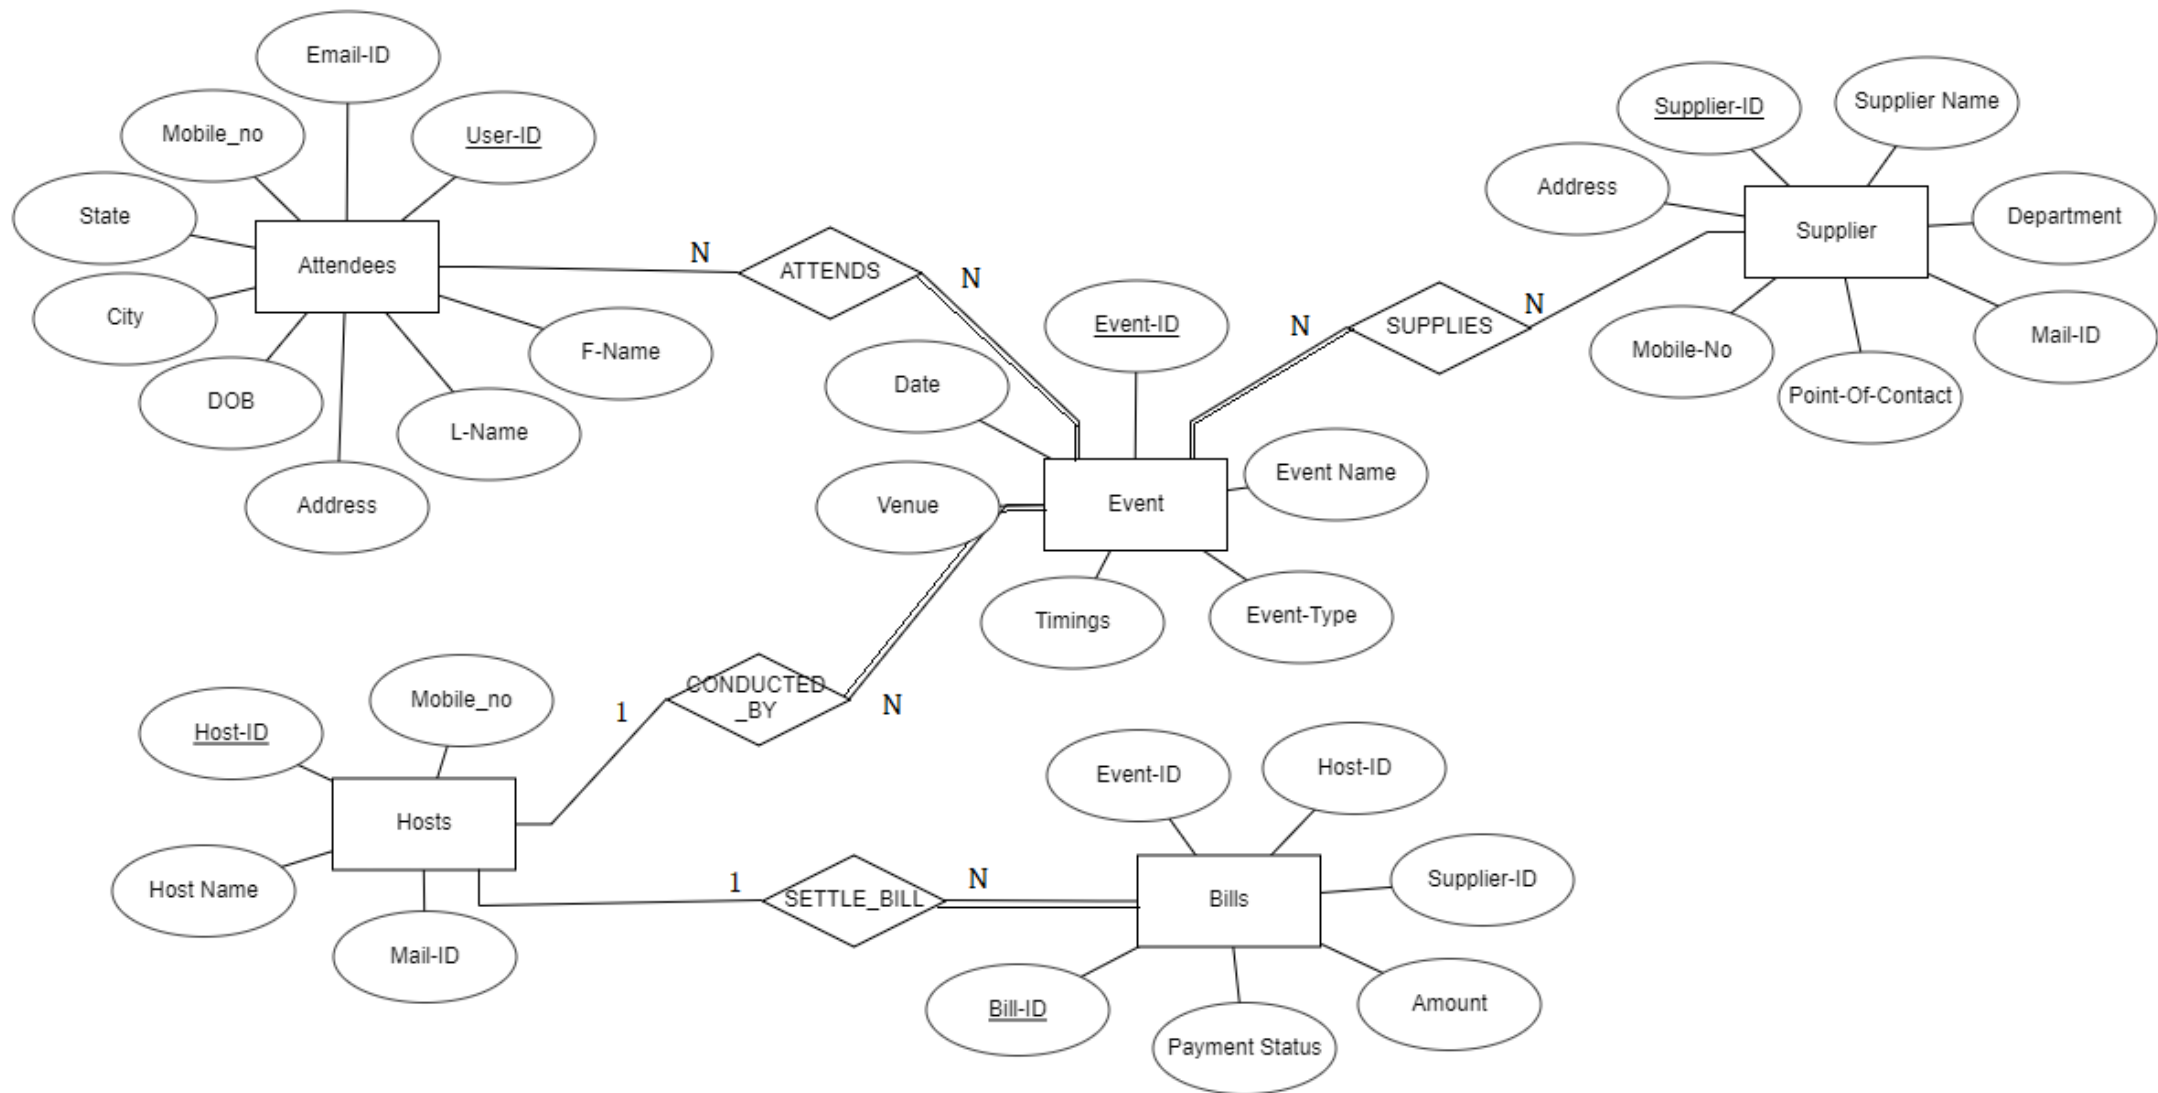 Email-ID
Mobile_no
User-ID
State
Attendees
City
DOB
Address
L-Name
F-Name
N
ATTENDS
N
Supplier-ID
Supplier Name
Address
Department
Supplier
Mobile-No
Point-Of-Contact
Mail-ID
N
SUPPLIES
N
Event-ID
Date
Venue
Event
Event Name
Timings
Event-Type
1
CONDUCTED
_BY
N
Host-ID
Mobile_no
Hosts
Host Name
Mail-ID
1
SETTLE_BILL
N
Event-ID
Host-ID
Supplier-ID
Bills
Bill-ID
Payment Status
Amount